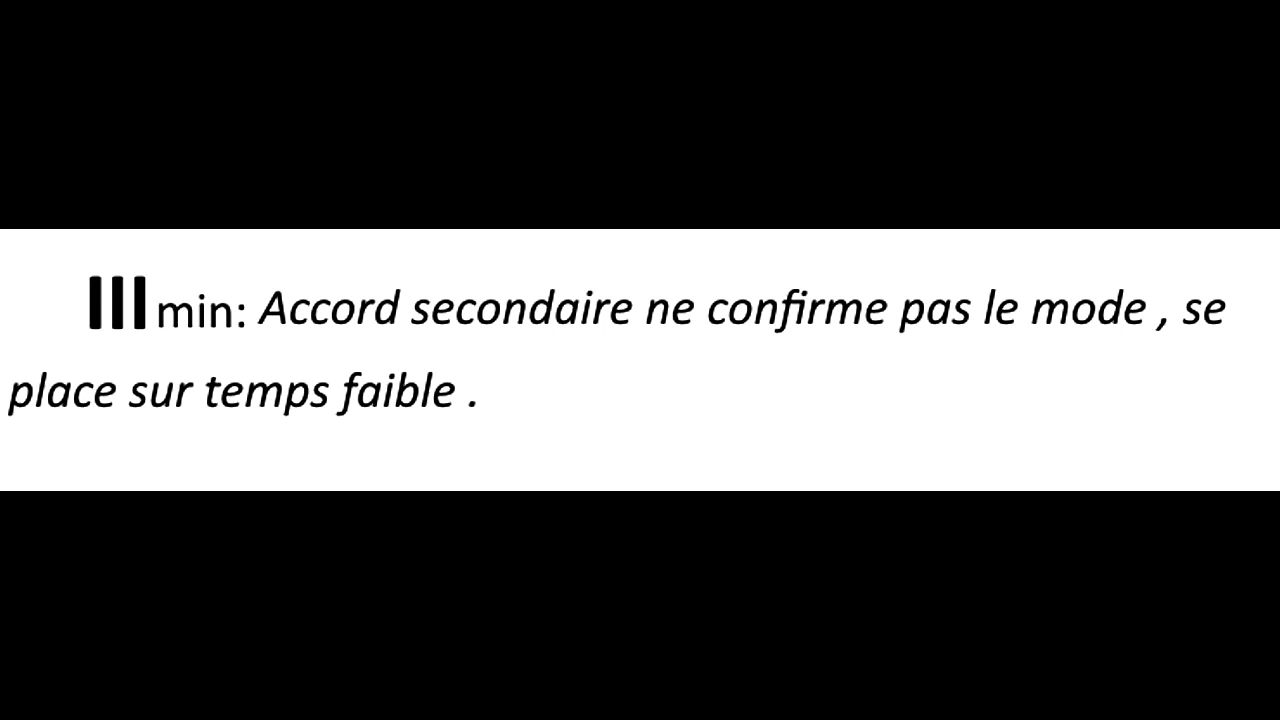 III min: Accord secondaire ne confirme pas le mode , se
place sur temps faible .